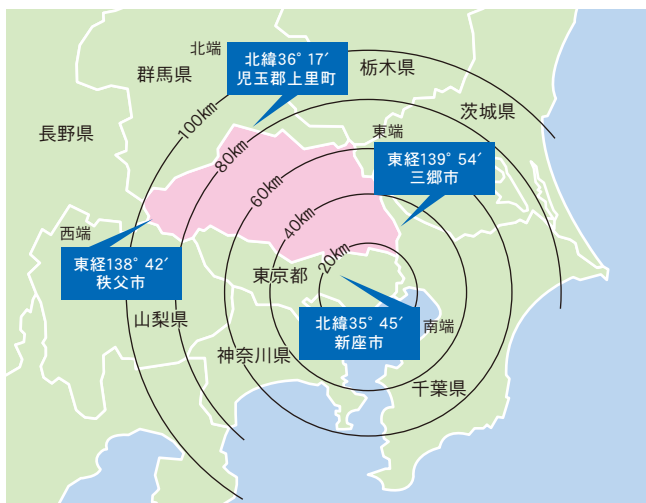 北端
北緯36°17′
児玉郡上里町
栃木県
群馬県
茨城県
100km
長野県
東端
80km
東経139°54′
三郷市
60km
40km
西端
20km
東経138°42′
秩父市
東京都
山梨県
北緯35°45′
新座市
南端
神奈川県
千葉県